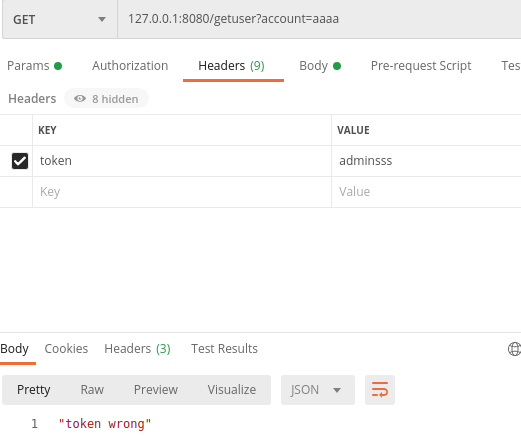 GET 127.0.0.1:8080/getuser?account=aaaa
Params Authorization Headers (9) Body Pre-request Script Tes
Headers 8 hidden
KEY VALUE
token adminsss
Key Value
Body Cookies Headers (3) Test Results
Pretty Raw Preview Visualize JSON
1 "token wrong"